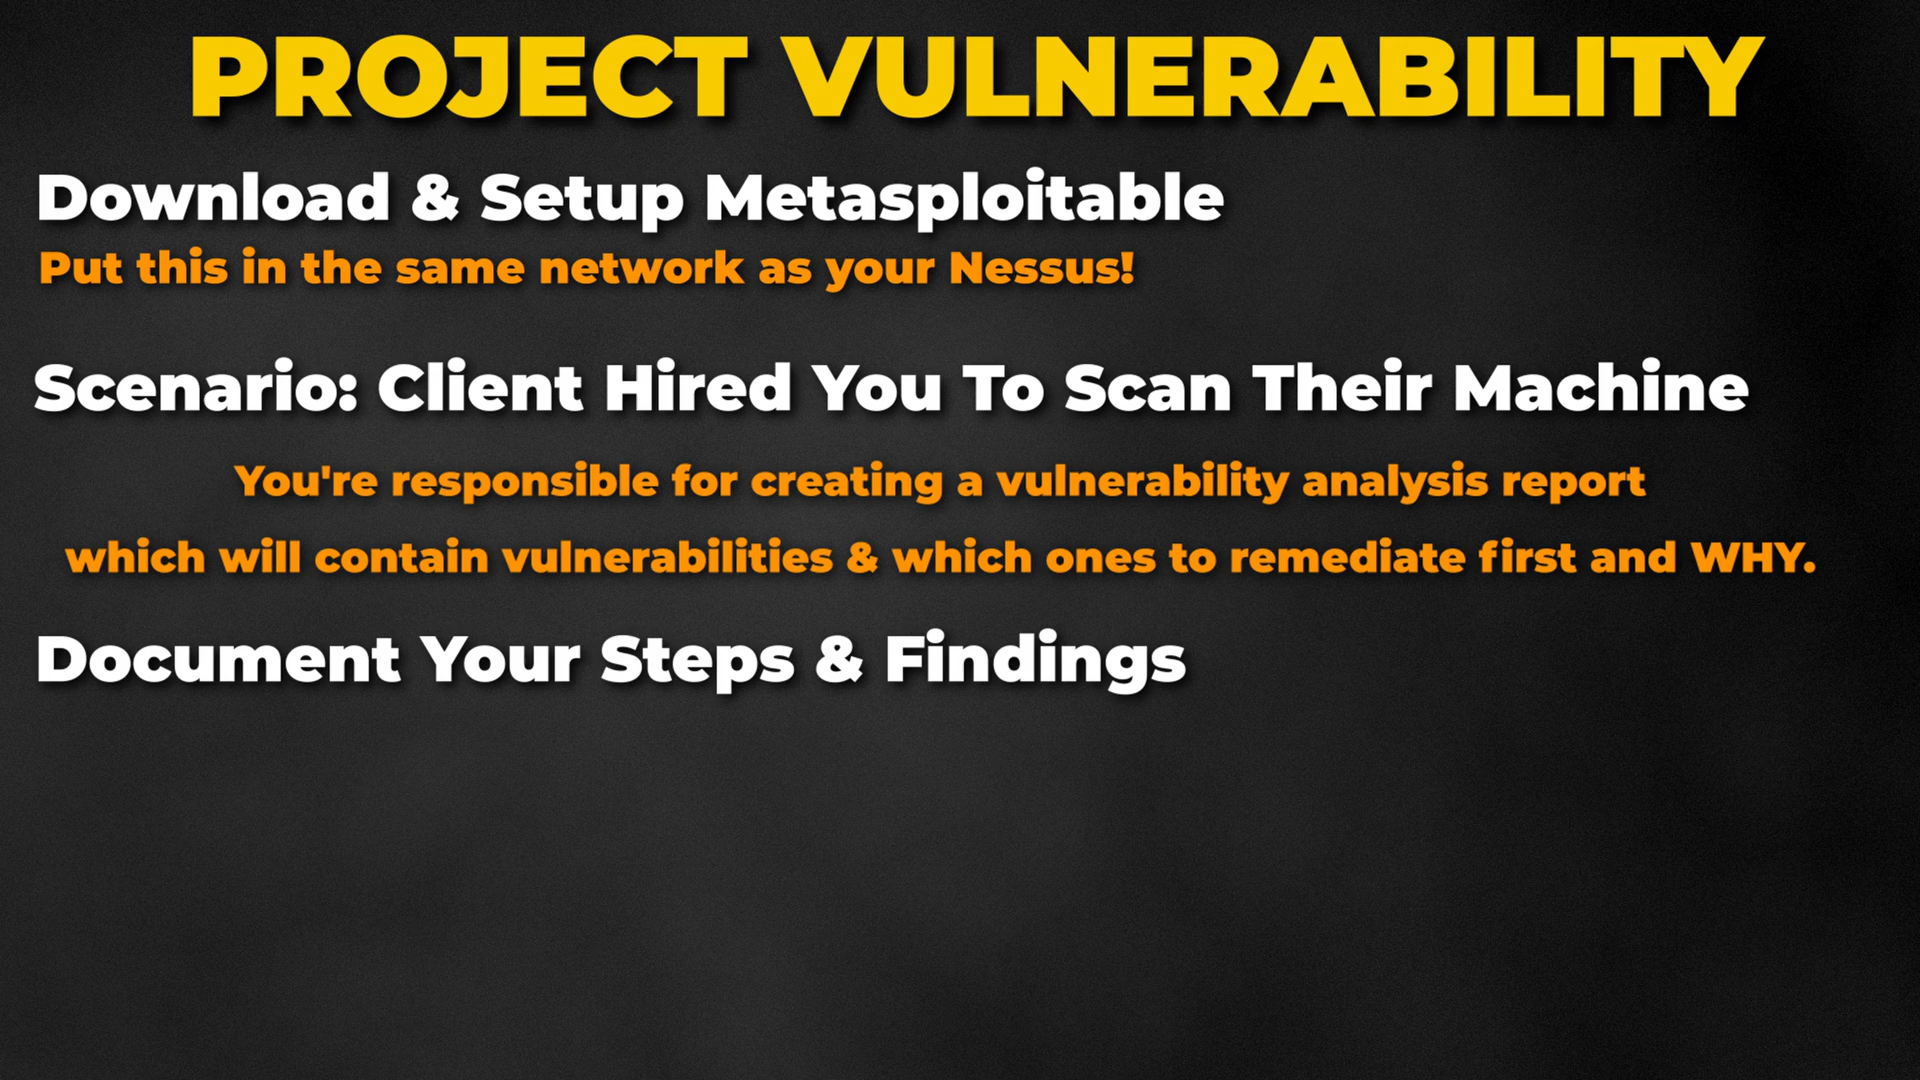 PROJECT VULNERABILITY
Download & Setup Metasploitable
Put this in the same network as your Nessus!
Scenario: Client Hired You To Scan Their Machine
You're responsible for creating a vulnerability analysis report
which will contain vulnerabilities & which ones to remediate first and WHY.
Document Your Steps & Findings